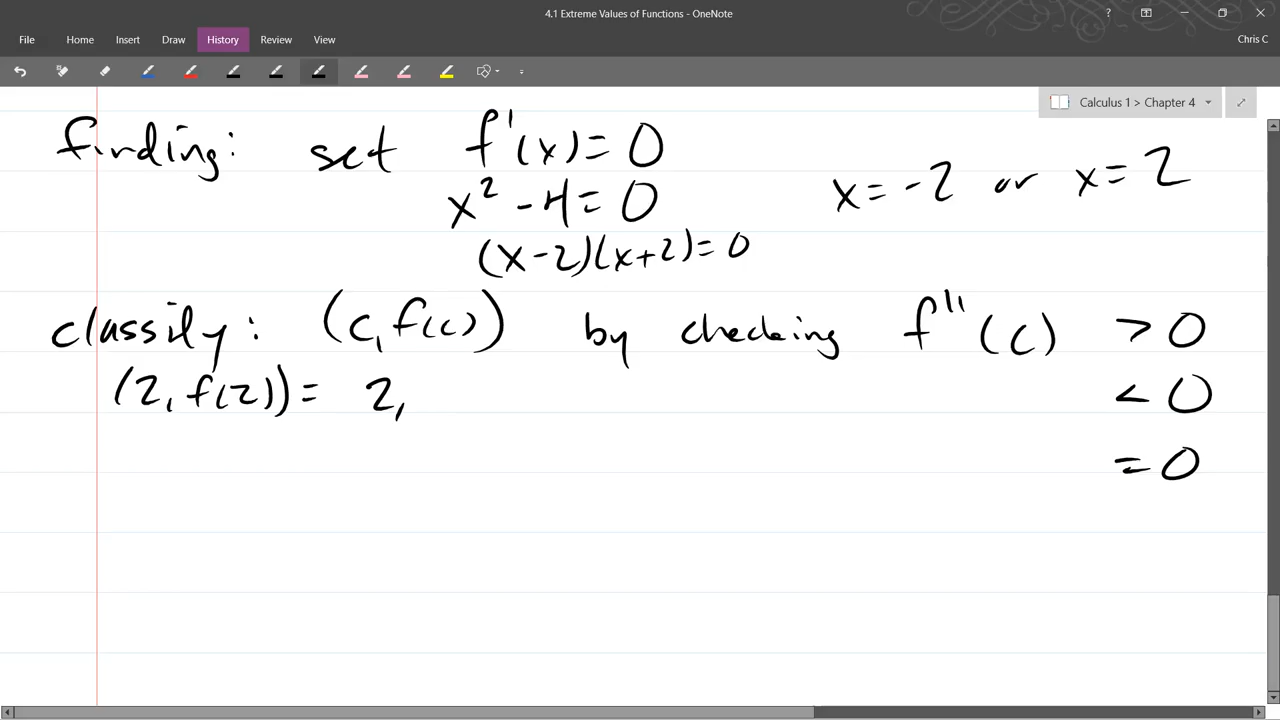 4.1 Extreme Values of Functions - OneNote
?
File Home Insert Draw History Review View Chris C
Calculus 1 > Chapter 4
finding: set f'(x) = 0
x² - 4 = 0 x = -2 or x = 2
(x - 2)(x + 2) = 0
classify: (c, f(c)) by checking f''(c) > 0
(2, f(2)) = 2, < 0
= 0